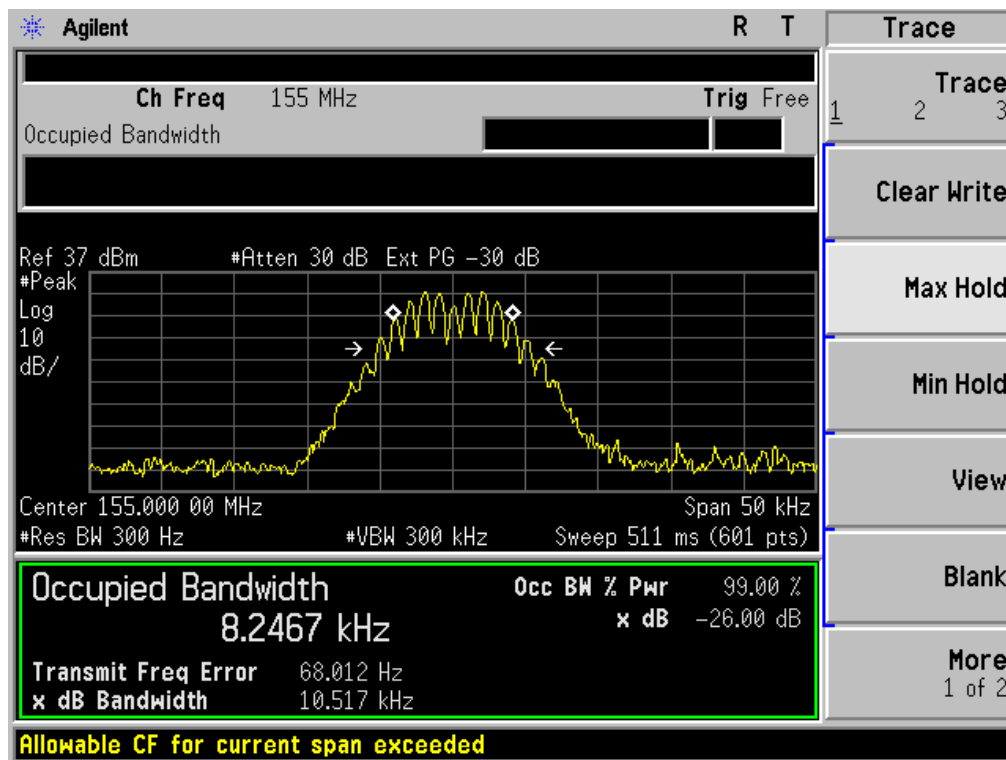 Agilent R T Trace
Ch Freq 155 MHz Trig Free
Occupied Bandwidth
Trace
1 2 3
Clear Write
Max Hold
Min Hold
View
Blank
More
1 of 2
Ref 37 dBm #Atten 30 dB Ext PG −30 dB
#Peak
Log
10
dB/
Center 155.000 00 MHz Span 50 kHz
#Res BW 300 Hz #VBW 300 kHz Sweep 511 ms (601 pts)
Occupied Bandwidth Occ BW % Pwr 99.00 %
8.2467 kHz x dB −26.00 dB
Transmit Freq Error 68.012 Hz
x dB Bandwidth 10.517 kHz
Allowable CF for current span exceeded